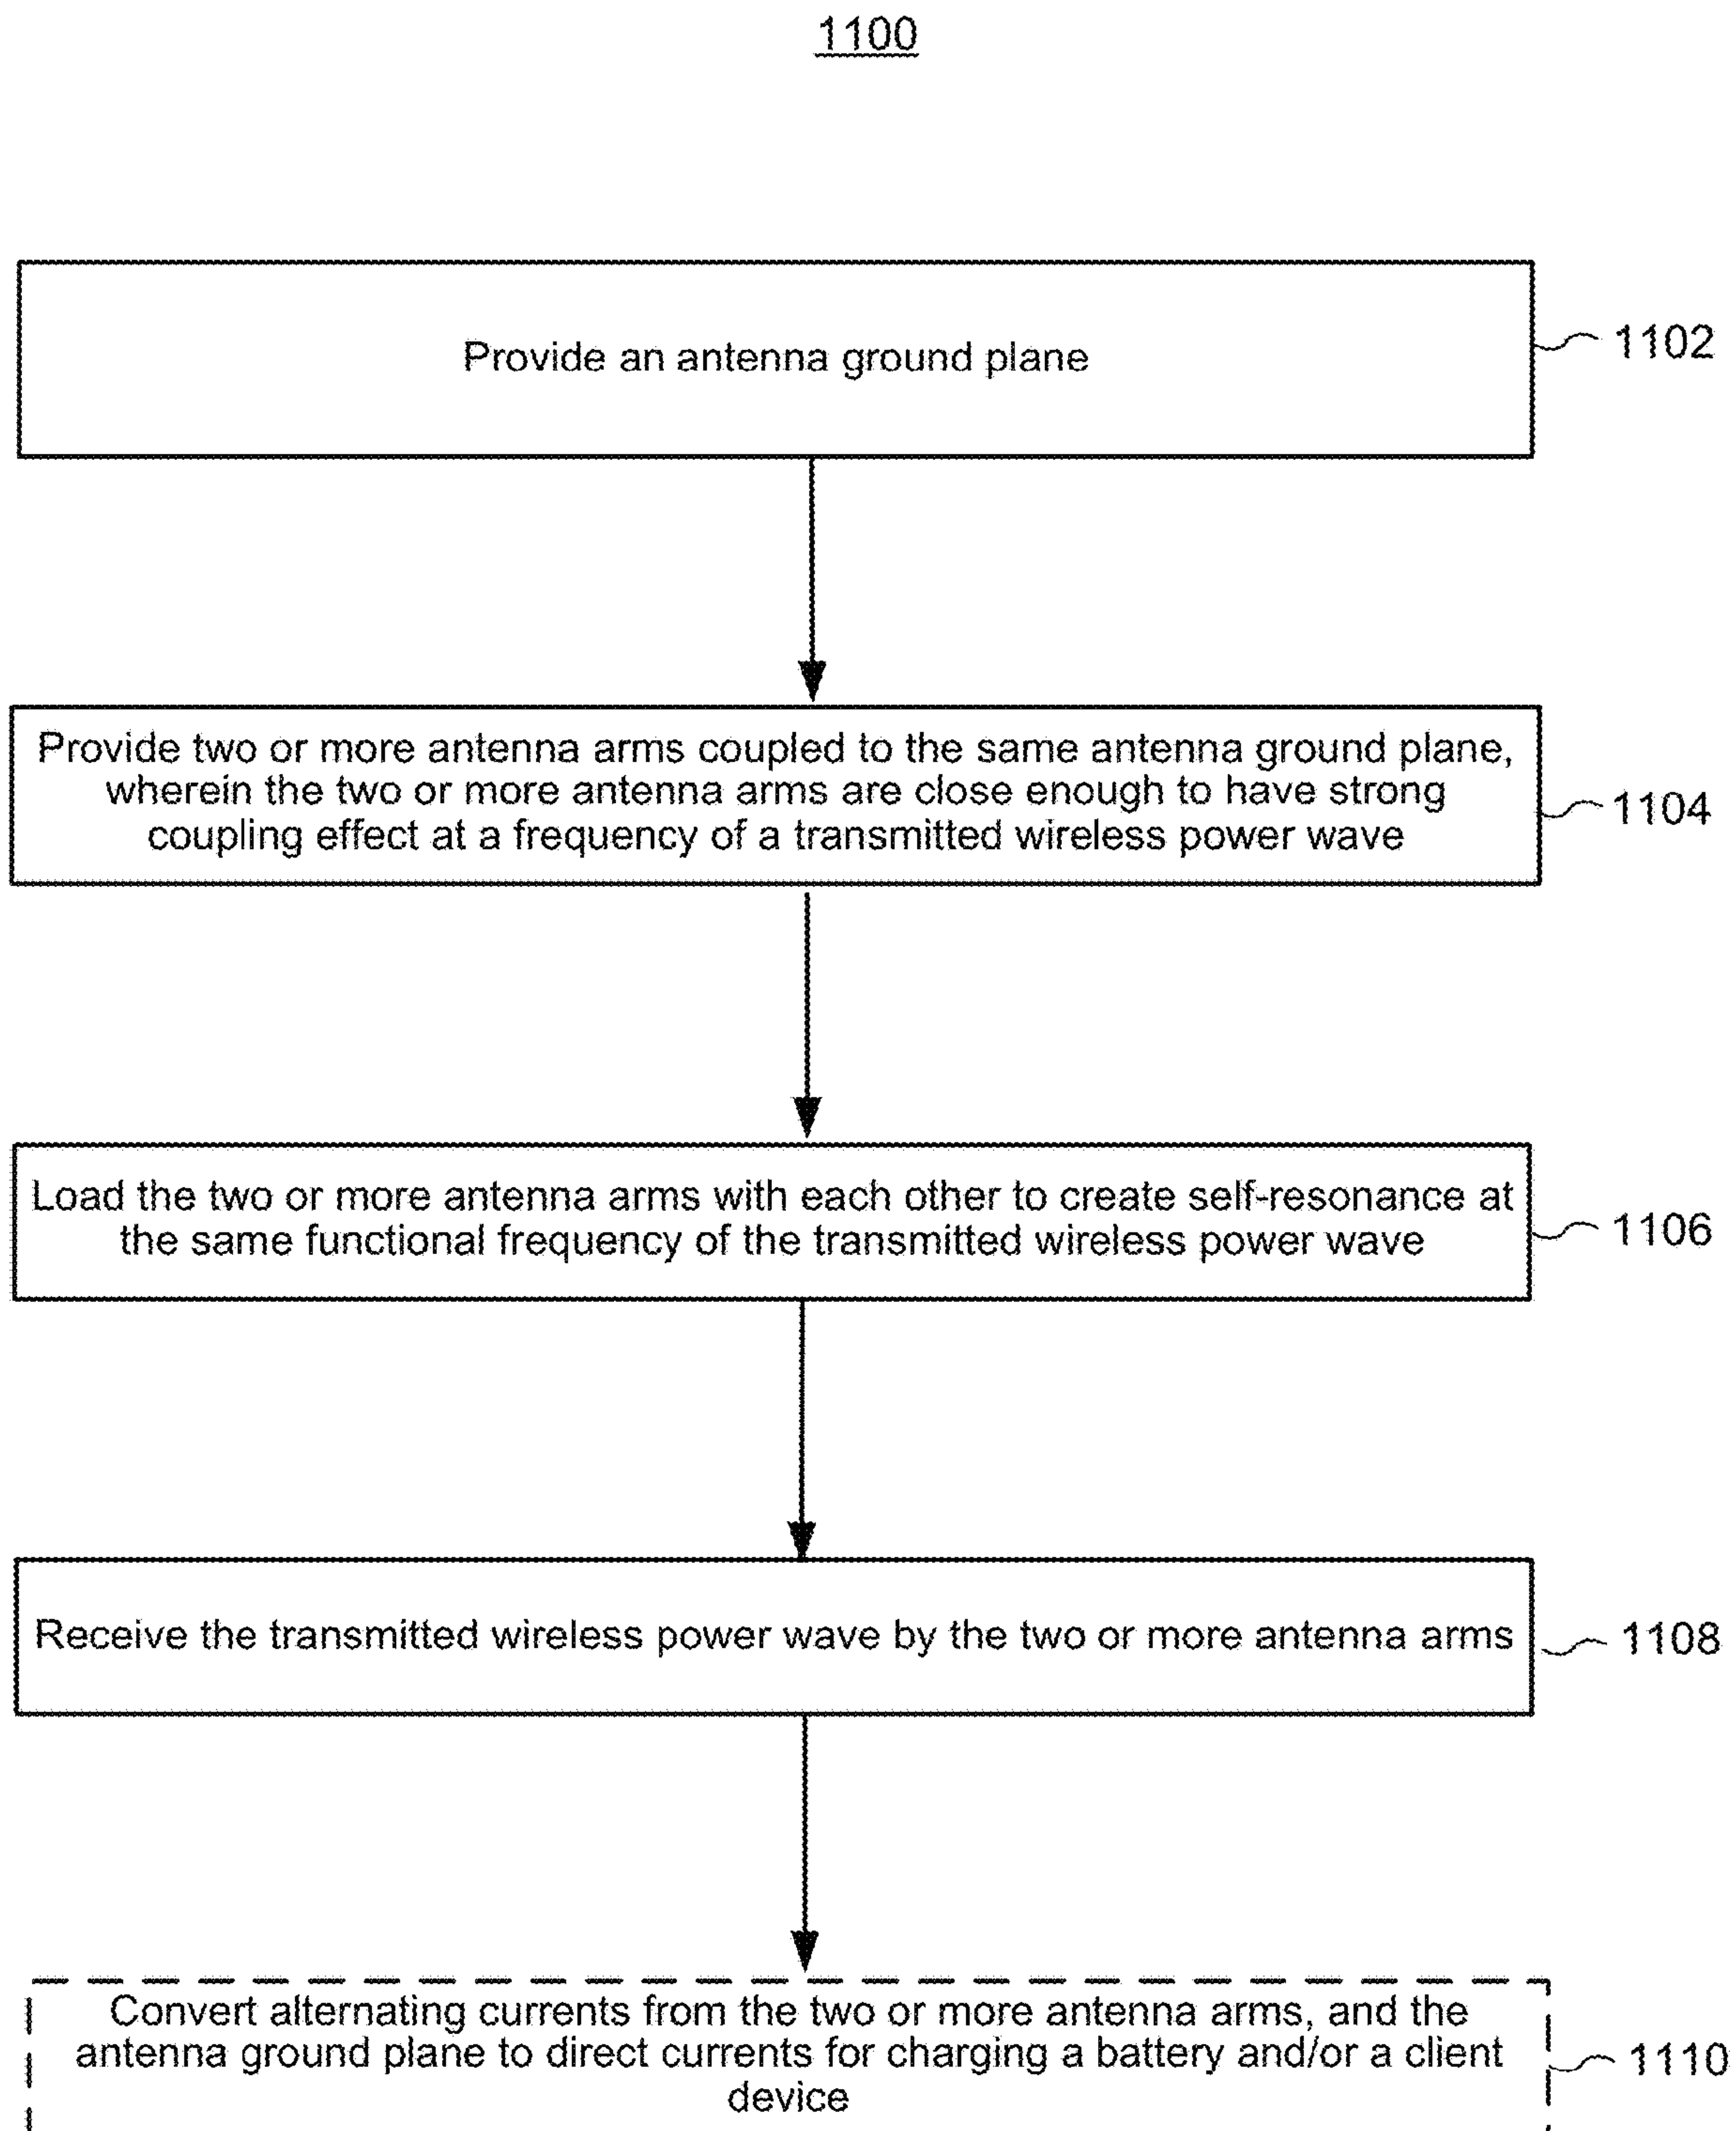 1100
Provide an antenna ground plane
1102
Provide two or more antenna arms coupled to the same antenna ground plane,
wherein the two or more antenna arms are close enough to have strong
coupling effect at a frequency of a transmitted wireless power wave
1104
Load the two or more antenna arms with each other to create self-resonance at
the same functional frequency of the transmitted wireless power wave
1106
Receive the transmitted wireless power wave by the two or more antenna arms
1108
Convert alternating currents from the two or more antenna arms, and the
antenna ground plane to direct currents for charging a battery and/or a client
device
1110